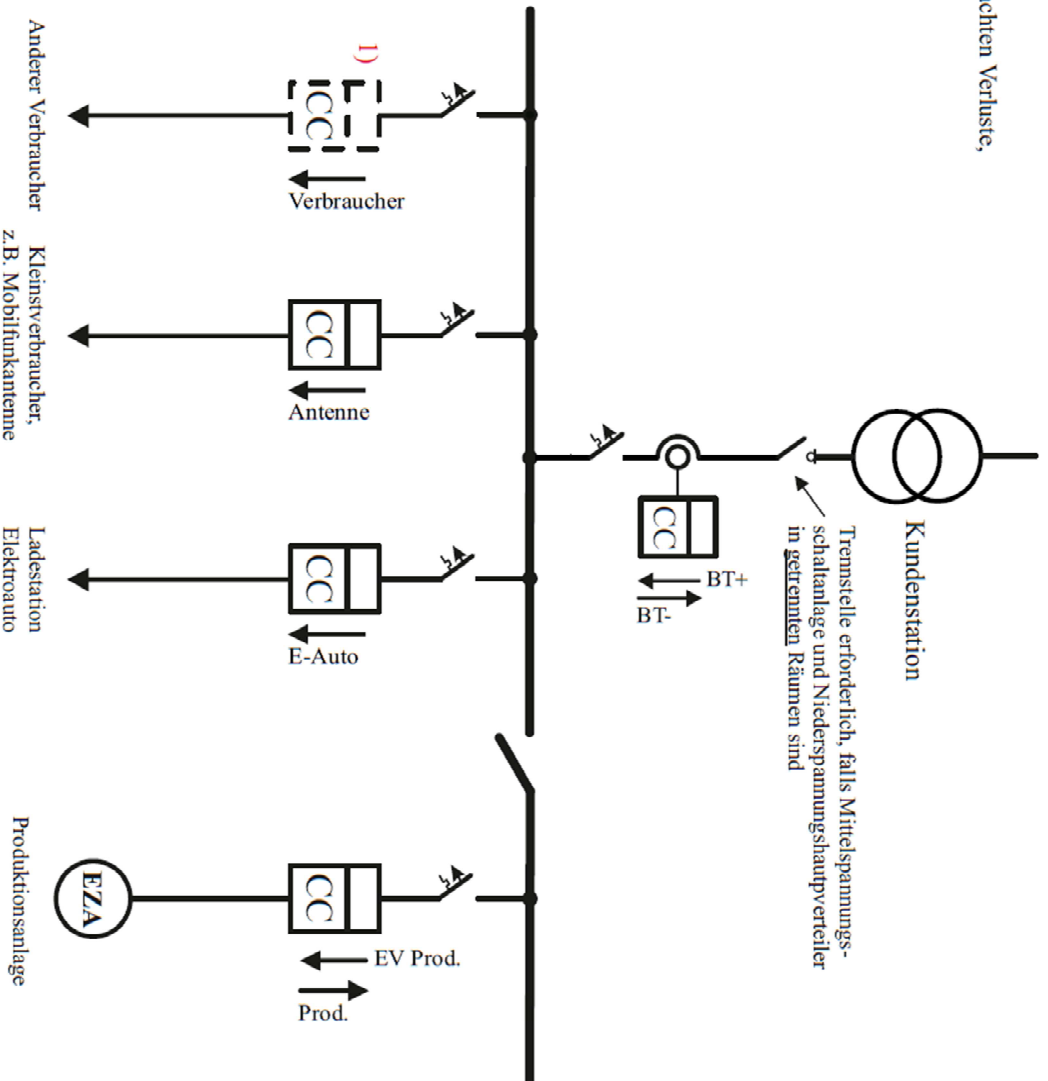 chten Verluste,
Kundenstation
Trennstelle erforderlich, falls Mittelspannungs-
schaltanlage und Niederspannungshautpverteiler
in getrennten Räumen sind
CC
BT+
BT-
1)
CC
Verbraucher
CC
Antenne
CC
E-Auto
CC
EV Prod.
Prod.
Anderer Verbraucher
Kleinstverbraucher,
z.B. Mobilfunkantenne
Ladestation
Elektroauto
EZA
Produktionsanlage